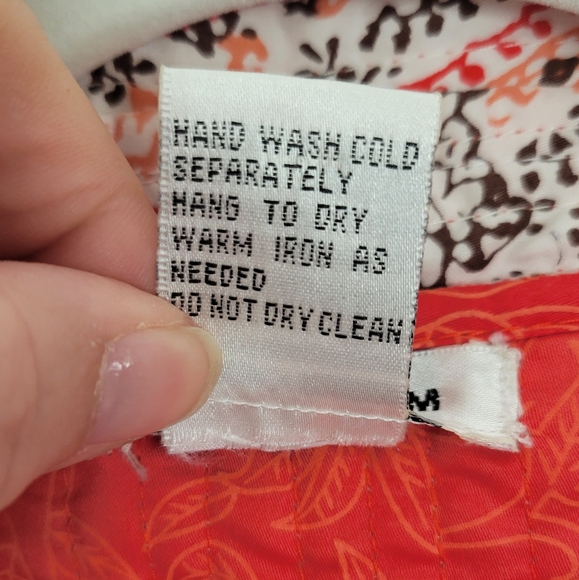 HAND WASH COLD
SEPARATELY
HANG TO DRY
WARM IRON AS
NEEDED
DO NOT DRY CLEAN
M